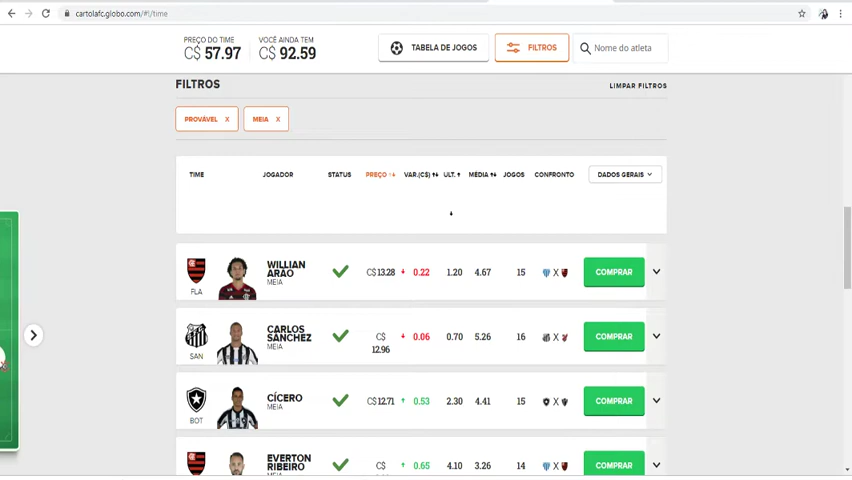 cartolafc.globo.com/#!/time
PREÇO DO TIME
C$ 57.97
VOCÊ AINDA TEM
C$ 92.59
TABELA DE JOGOS
FILTROS
Nome do atleta
FILTROS
LIMPAR FILTROS
PROVÁVEL X
MEIA X
TIME JOGADOR STATUS PREÇO VAR.(C$) ULT. MÉDIA JOGOS CONFRONTO DADOS GERAIS
FLA
WILLIAN
ARÃO
MEIA
C$ 13.28 0.22 1.20 4.67 15 X COMPRAR
SAN
CARLOS
SÁNCHEZ
MEIA
C$
12.96
0.06 0.70 5.26 16 X COMPRAR
BOT
CÍCERO
MEIA
C$ 12.71 0.53 2.30 4.41 15 X COMPRAR
EVERTON
RIBEIRO
MEIA
C$
0.65 4.10 3.26 14 X COMPRAR